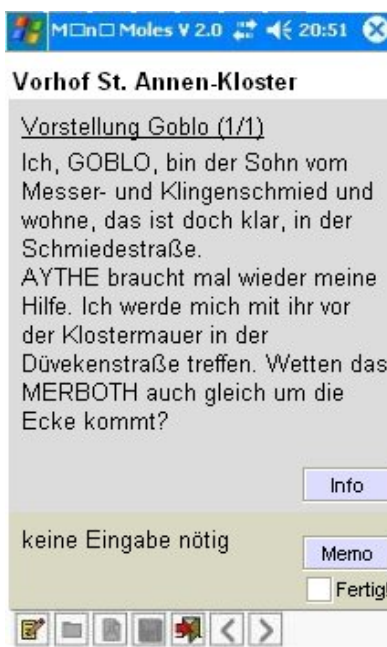 M□n□ Moles V 2.0 20:51
Vorhof St. Annen-Kloster
Vorstellung Goblo (1/1)
Ich, GOBLO, bin der Sohn vom
Messer- und Klingenschmied und
wohne, das ist doch klar, in der
Schmiedestraße.
AYTHE braucht mal wieder meine
Hilfe. Ich werde mich mit ihr vor
der Klostermauer in der
Düvekenstraße treffen. Wetten das
MERBOTH auch gleich um die
Ecke kommt?
Info
keine Eingabe nötig
Memo
Fertig!